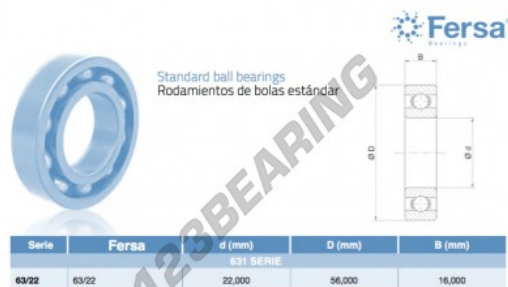 Fersa
Bearings
Standard ball bearings
Rodamientos de bolas estándar
B
Ø D
Ø d
123BEARING
Serie Fersa d (mm) D (mm) B (mm)
631 SERIE
63/22 63/22 22,000 56,000 16,000